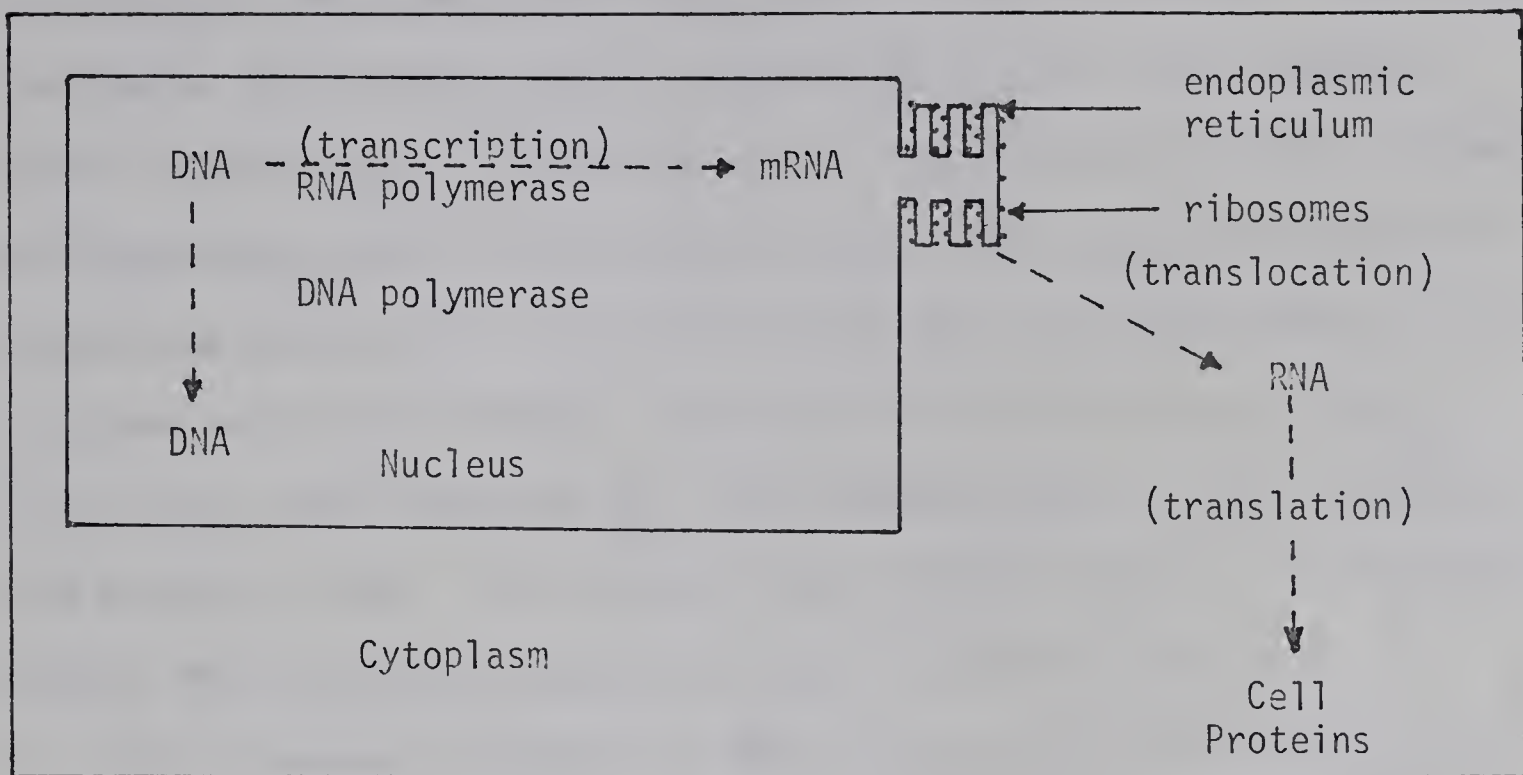 endoplasmic
reticulum
(transcription)
DNA
mRNA
RNA polymerase
ribosomes
(translocation)
DNA polymerase
RNA
DNA
Nucleus
(translation)
Cytoplasm
Cell
Proteins